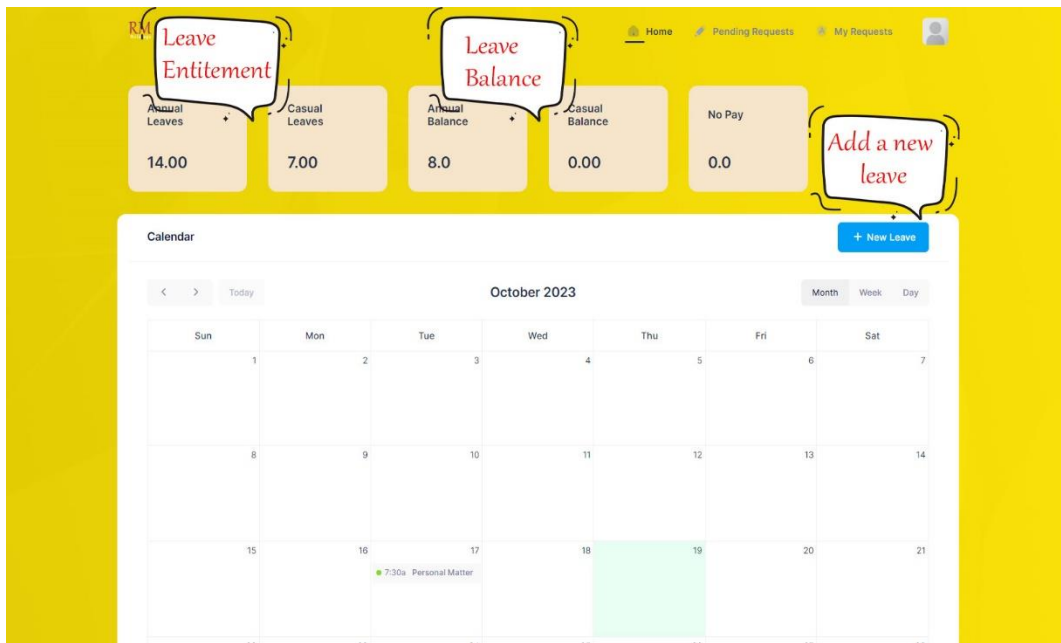 RM
Leave
Entitement
Leave
Balance
Home
Pending Requests
My Requests
Annual
Leaves
14.00
Casual
Leaves
7.00
Annual
Balance
8.0
Casual
Balance
0.00
No Pay
0.0
Add a new
leave
Calendar
+ New Leave
< > Today
October 2023
Month Week Day
Sun Mon Tue Wed Thu Fri Sat
1 2 3 4 5 6 7
8 9 10 11 12 13 14
15 16 17 18 19 20 21
7:30a Personal Matter